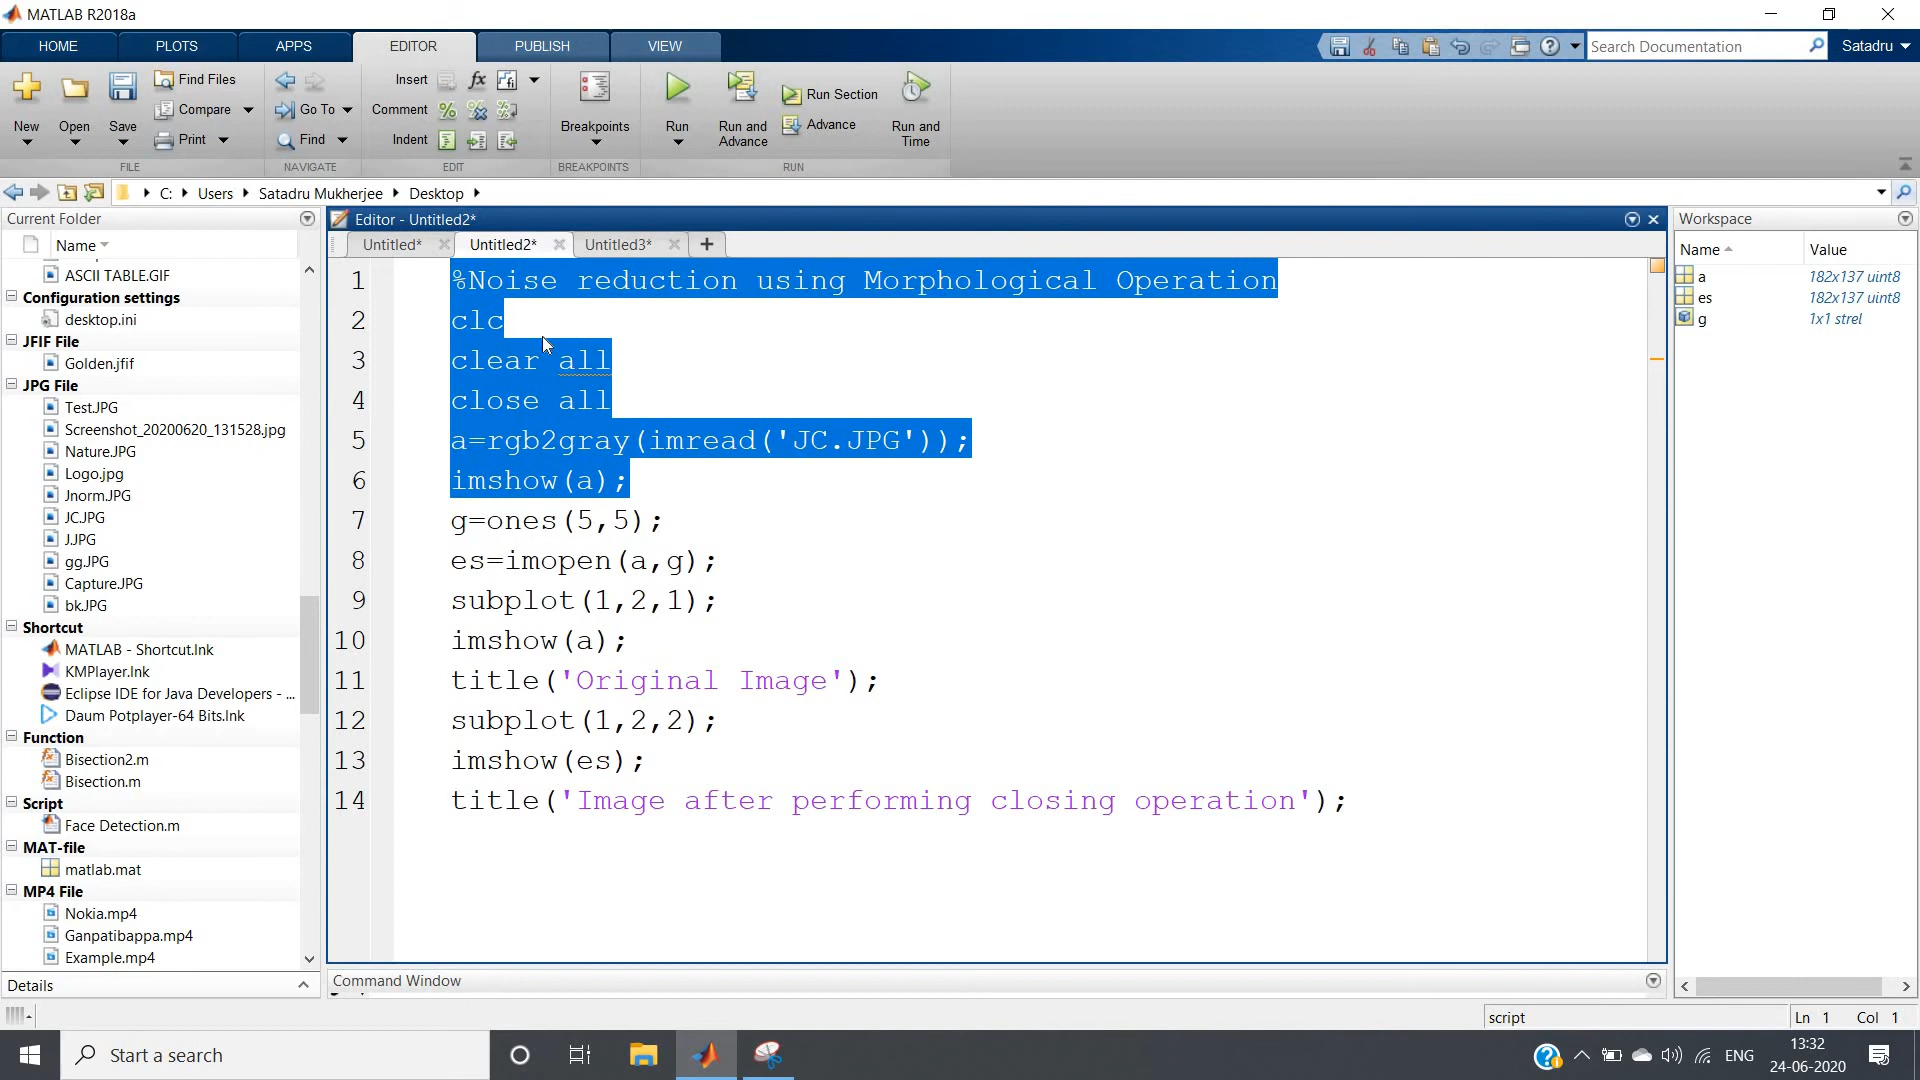 MATLAB R2018a
HOME PLOTS APPS EDITOR PUBLISH VIEW
Search Documentation
Satadru
New
Open
Save
Find Files
Compare
Print
FILE
Go To
Find
NAVIGATE
Insert
Comment
Indent
EDIT
Breakpoints
BREAKPOINTS
Run
Run and Advance
Run Section
Advance
Run and Time
RUN
C: Users Satadru Mukherjee Desktop
Current Folder
Name
ASCII TABLE.GIF
Configuration settings
desktop.ini
JFIF File
Golden.jfif
JPG File
Test.JPG
Screenshot_20200620_131528.jpg
Nature.JPG
Logo.jpg
Jnorm.JPG
JC.JPG
J.JPG
gg.JPG
Capture.JPG
bk.JPG
Shortcut
MATLAB - Shortcut.lnk
KMPlayer.lnk
Eclipse IDE for Java Developers - ...
Daum Potplayer-64 Bits.lnk
Function
Bisection2.m
Bisection.m
Script
Face Detection.m
MAT-file
matlab.mat
MP4 File
Nokia.mp4
Ganpatibappa.mp4
Example.mp4
Details
Editor - Untitled2*
Untitled* Untitled2* Untitled3*
1 %Noise reduction using Morphological Operation
2 clc
3 clear all
4 close all
5 a=rgb2gray(imread('JC.JPG'));
6 imshow(a);
7 g=ones(5,5);
8 es=imopen(a,g);
9 subplot(1,2,1);
10 imshow(a);
11 title('Original Image');
12 subplot(1,2,2);
13 imshow(es);
14 title('Image after performing closing operation');
Command Window
Workspace
Name Value
a 182x137 uint8
es 182x137 uint8
g 1x1 strel
script
Ln 1 Col 1
Start a search
ENG
13:32
24-06-2020